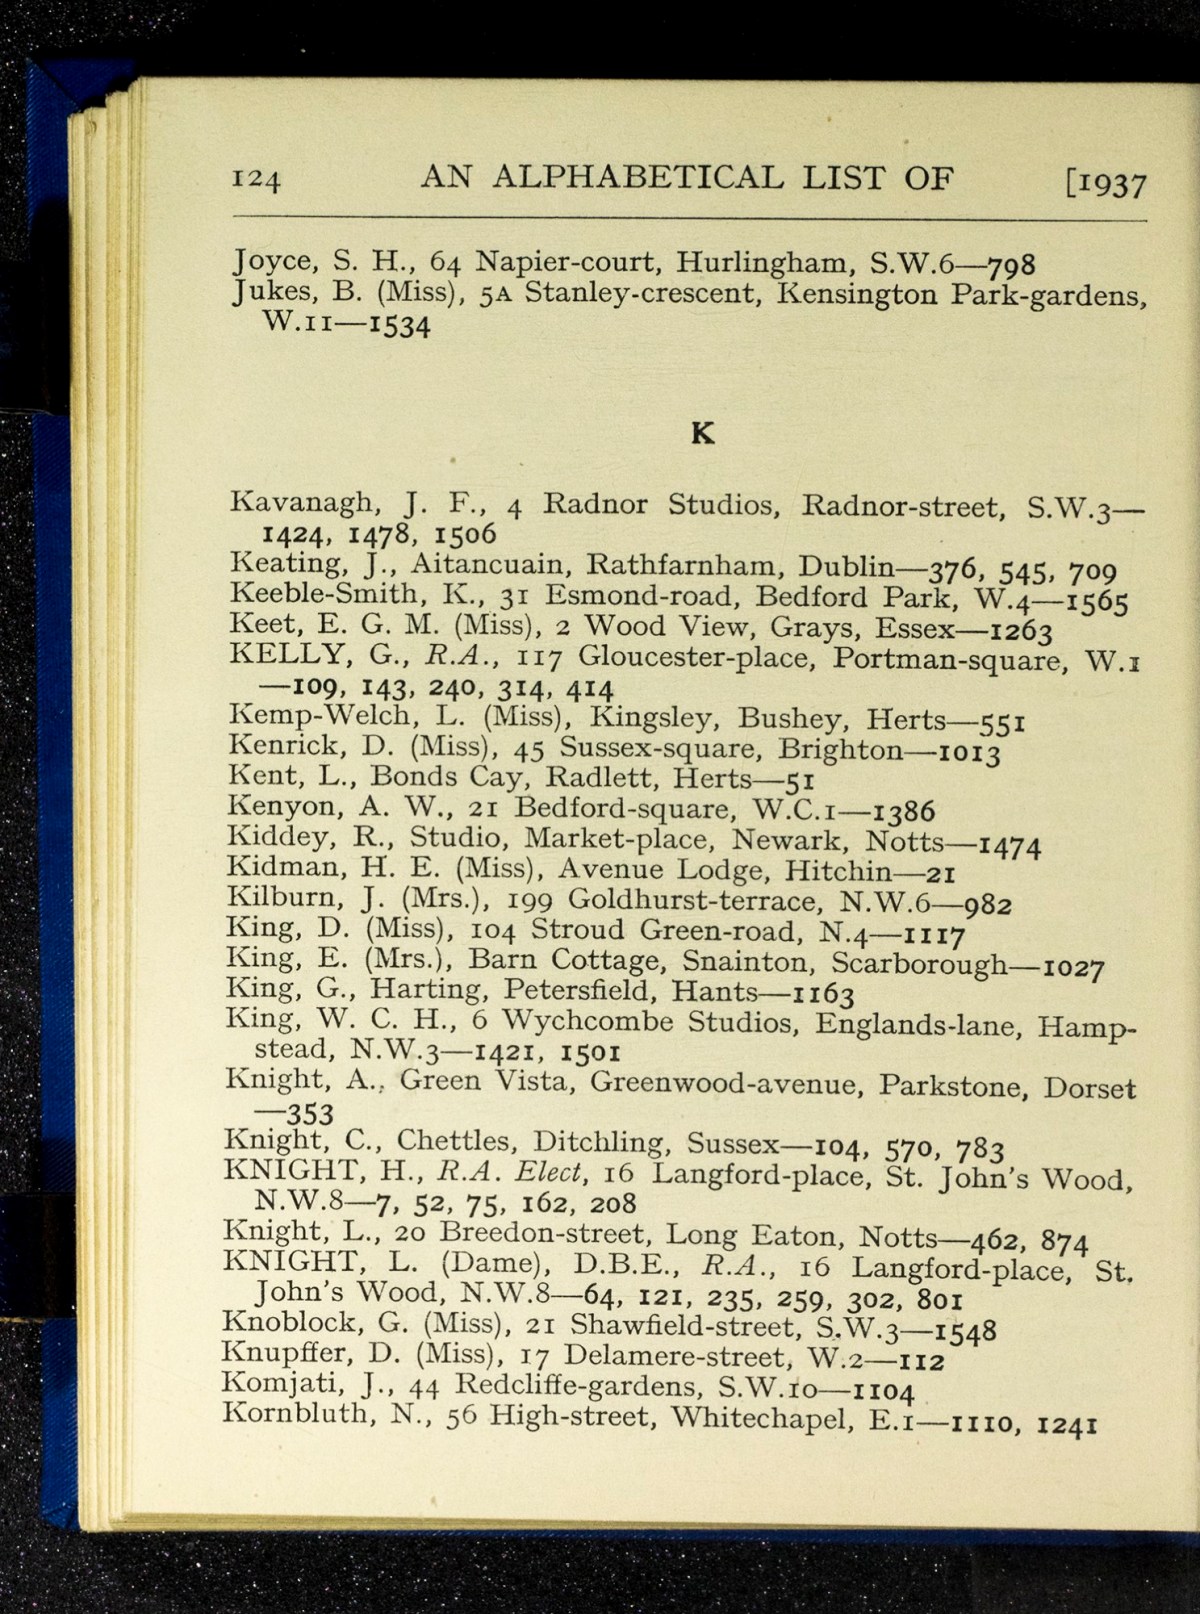 124 AN ALPHABETICAL LIST OF [1937
Joyce, S. H., 64 Napier-court, Hurlingham, S.W.6—798
Jukes, B. (Miss), 5A Stanley-crescent, Kensington Park-gardens,
W.11—1534
K
Kavanagh, J. F., 4 Radnor Studios, Radnor-street, S.W.3—
1424, 1478, 1506
Keating, J., Aitancuain, Rathfarnham, Dublin—376, 545, 709
Keeble-Smith, K., 31 Esmond-road, Bedford Park, W.4—1565
Keet, E. G. M. (Miss), 2 Wood View, Grays, Essex—1263
KELLY, G., R.A., 117 Gloucester-place, Portman-square, W.1
—109, 143, 240, 314, 414
Kemp-Welch, L. (Miss), Kingsley, Bushey, Herts—551
Kenrick, D. (Miss), 45 Sussex-square, Brighton—1013
Kent, L., Bonds Cay, Radlett, Herts—51
Kenyon, A. W., 21 Bedford-square, W.C.1—1386
Kiddey, R., Studio, Market-place, Newark, Notts—1474
Kidman, H. E. (Miss), Avenue Lodge, Hitchin—21
Kilburn, J. (Mrs.), 199 Goldhurst-terrace, N.W.6—982
King, D. (Miss), 104 Stroud Green-road, N.4—1117
King, E. (Mrs.), Barn Cottage, Snainton, Scarborough—1027
King, G., Harting, Petersfield, Hants—1163
King, W. C. H., 6 Wychcombe Studios, Englands-lane, Hamp-
stead, N.W.3—1421, 1501
Knight, A., Green Vista, Greenwood-avenue, Parkstone, Dorset
—353
Knight, C., Chettles, Ditchling, Sussex—104, 570, 783
KNIGHT, H., R.A. Elect, 16 Langford-place, St. John's Wood,
N.W.8—7, 52, 75, 162, 208
Knight, L., 20 Breedon-street, Long Eaton, Notts—462, 874
KNIGHT, L. (Dame), D.B.E., R.A., 16 Langford-place, St.
John's Wood, N.W.8—64, 121, 235, 259, 302, 801
Knoblock, G. (Miss), 21 Shawfield-street, S.W.3—1548
Knupffer, D. (Miss), 17 Delamere-street, W.2—112
Komjati, J., 44 Redcliffe-gardens, S.W.10—1104
Kornbluth, N., 56 High-street, Whitechapel, E.1—1110, 1241